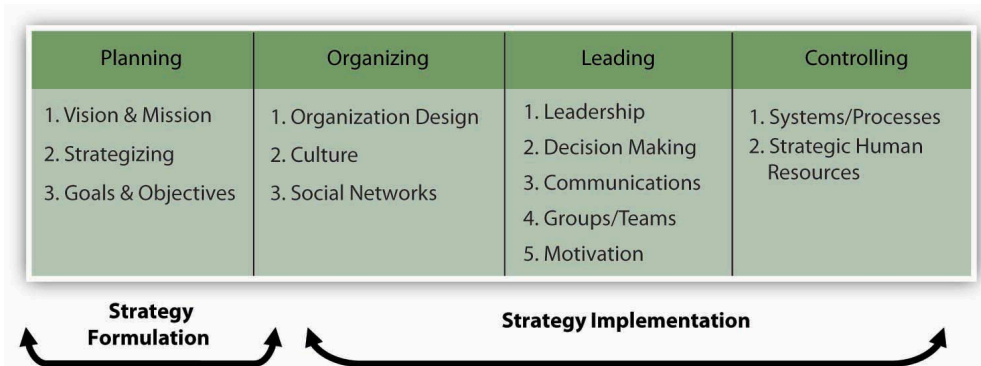 Planning
1. Vision & Mission
2. Strategizing
3. Goals & Objectives
Organizing
1. Organization Design
2. Culture
3. Social Networks
Leading
1. Leadership
2. Decision Making
3. Communications
4. Groups/Teams
5. Motivation
Controlling
1. Systems/Processes
2. Strategic Human
Resources
Strategy
Formulation
Strategy Implementation